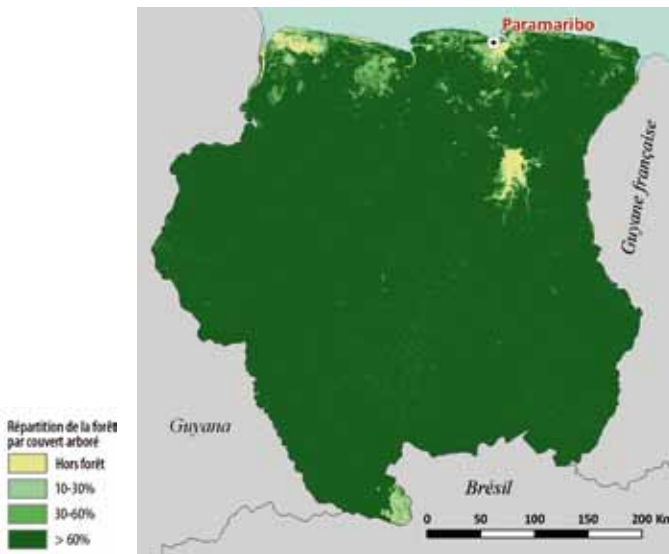 Paramaribo
Guyane française
Guyana
Brésil
0 50 100 150 200 Km
Répartition de la forêt
par couvert arboré
Hors forêt
10-30%
30-60%
> 60%